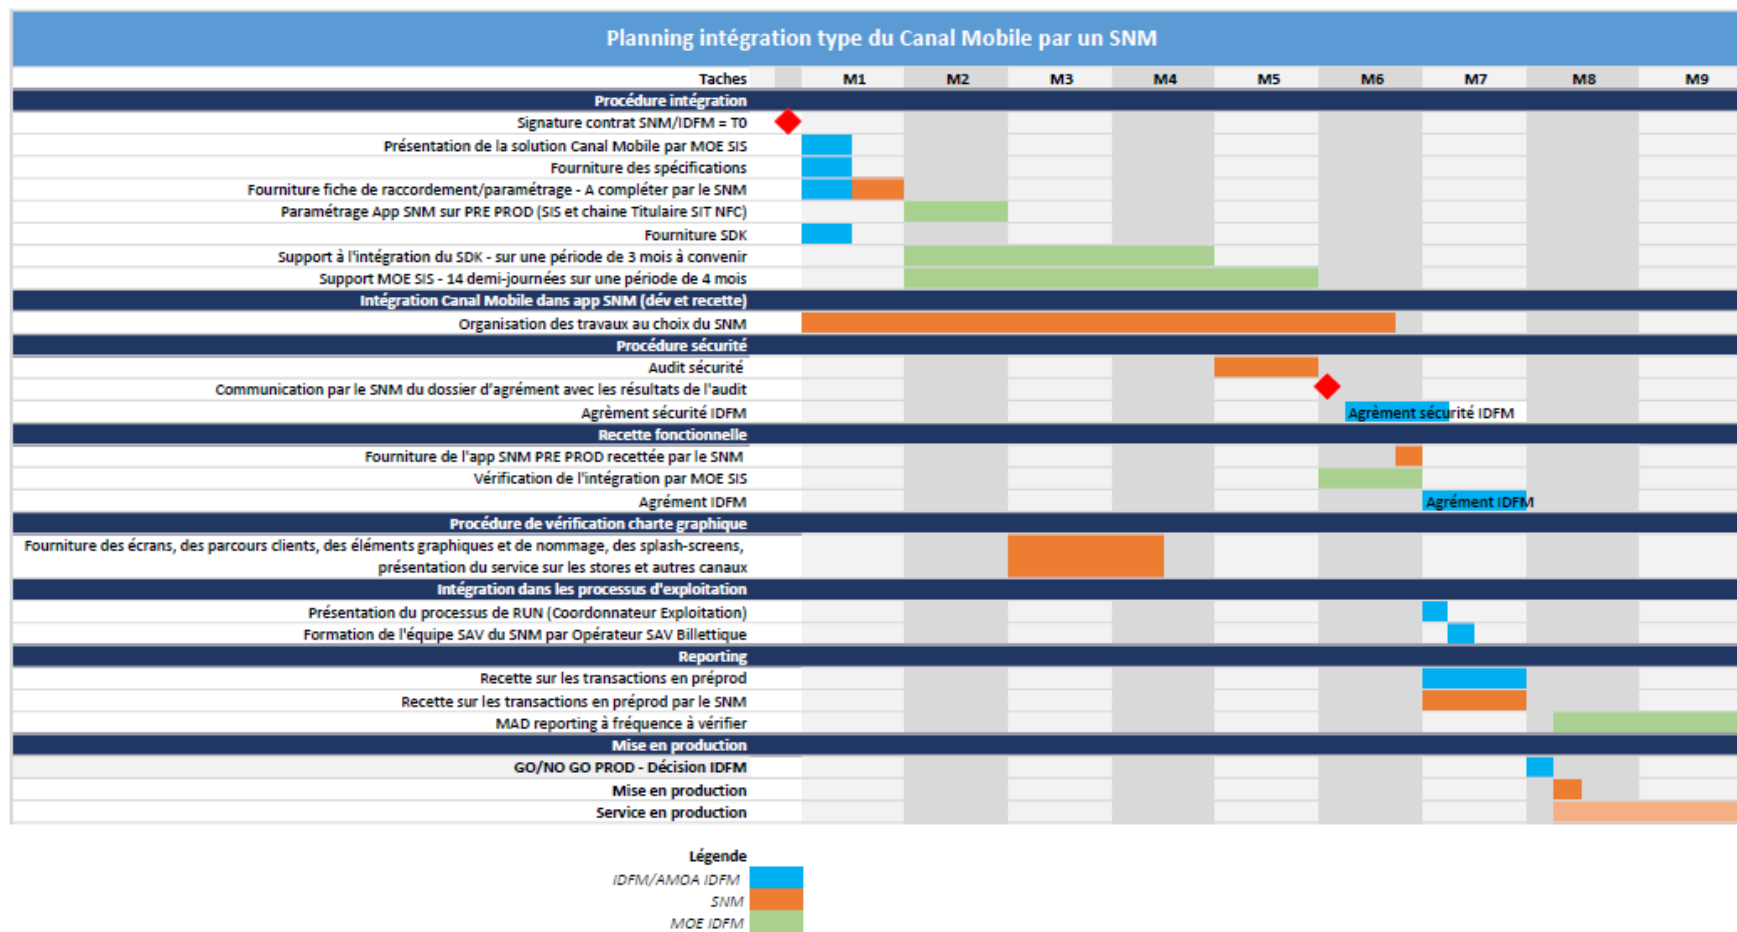 Planning intégration type du Canal Mobile par un SNM
Taches M1 M2 M3 M4 M5 M6 M7 M8 M9
Procédure intégration
Signature contrat SNM/IDFM = T0
Présentation de la solution Canal Mobile par MOE SIS
Fourniture des spécifications
Fourniture fiche de raccordement/paramétrage - A compléter par le SNM
Paramétrage App SNM sur PRE PROD (SIS et chaine Titulaire SIT NFC)
Fourniture SDK
Support à l'intégration du SDK - sur une période de 3 mois à convenir
Support MOE SIS - 14 demi-journées sur une période de 4 mois
Intégration Canal Mobile dans app SNM (dév et recette)
Organisation des travaux au choix du SNM
Procédure sécurité
Audit sécurité
Communication par le SNM du dossier d'agrément avec les résultats de l'audit
Agrèment sécurité IDFM Agrèment sécurité IDFM
Recette fonctionnelle
Fourniture de l'app SNM PRE PROD recettée par le SNM
Vérification de l'intégration par MOE SIS
Agrément IDFM Agrément IDFM
Procédure de vérification charte graphique
Fourniture des écrans, des parcours clients, des éléments graphiques et de nommage, des splash-screens,
présentation du service sur les stores et autres canaux
Intégration dans les processus d'exploitation
Présentation du processus de RUN (Coordonnateur Exploitation)
Formation de l'équipe SAV du SNM par Opérateur SAV Billettique
Reporting
Recette sur les transactions en préprod
Recette sur les transactions en préprod par le SNM
MAD reporting à fréquence à vérifier
Mise en production
GO/NO GO PROD - Décision IDFM
Mise en production
Service en production
Légende
IDFM/AMOA IDFM
SNM
MOE IDFM